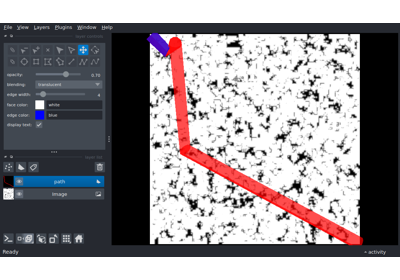 File View Layers Plugins Window Help
opacity: 0.70
blending: translucent
edge width: 4
face color: white
edge color: blue
display text:
path
Image
Ready
activity